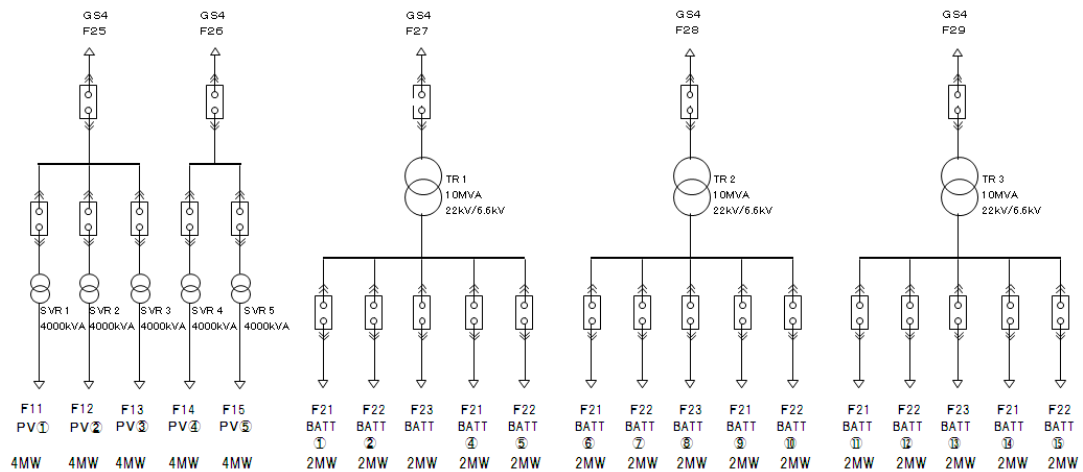 GS4 GS4 GS4 GS4 GS4
F25 F26 F27 F28 F29
TR 1
10MVA
22kV/6.6kV
TR 2
10MVA
22kV/6.6kV
TR 3
10MVA
22kV/6.6kV
SVR 1 SVR 2 SVR 3 SVR 4 SVR 5
4000kVA 4000kVA 4000kVA 4000kVA 4000kVA
F11 F12 F13 F14 F15 F21 F22 F23 F21 F22 F21 F22 F23 F21 F22 F21 F22 F23 F21 F22
PV① PV② PV③ PV④ PV⑤ BATT BATT BATT BATT BATT BATT BATT BATT BATT BATT BATT BATT BATT BATT BATT
① ② ④ ⑤ ⑥ ⑦ ⑧ ⑨ ⑩ ⑪ ⑫ ⑬ ⑭ ⑮
4MW 4MW 4MW 4MW 4MW 2MW 2MW 2MW 2MW 2MW 2MW 2MW 2MW 2MW 2MW 2MW 2MW 2MW 2MW 2MW